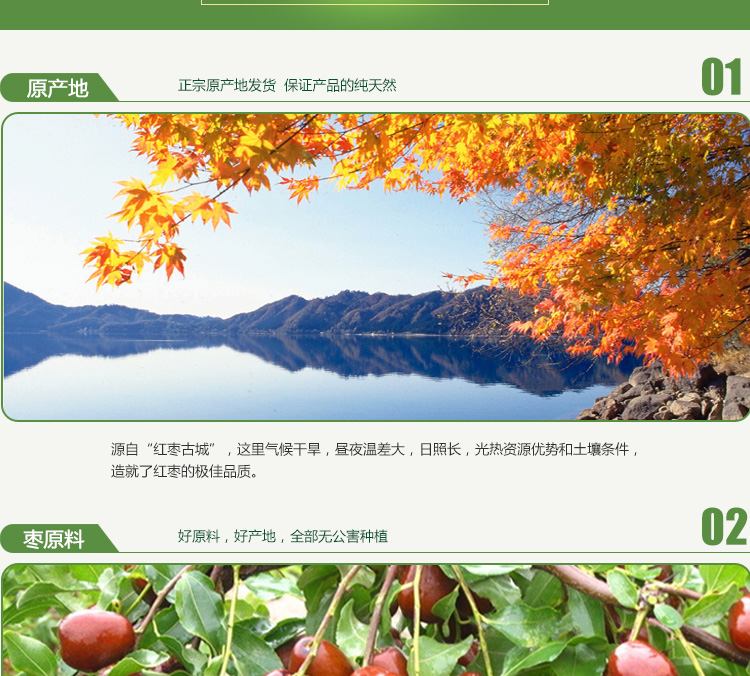 原产地
正宗原产地发货 保证产品的纯天然
01
源自“红枣古城”，这里气候干旱，昼夜温差大，日照长，光热资源优势和土壤条件，
造就了红枣的极佳品质。
枣原料
好原料，好产地，全部无公害种植
02